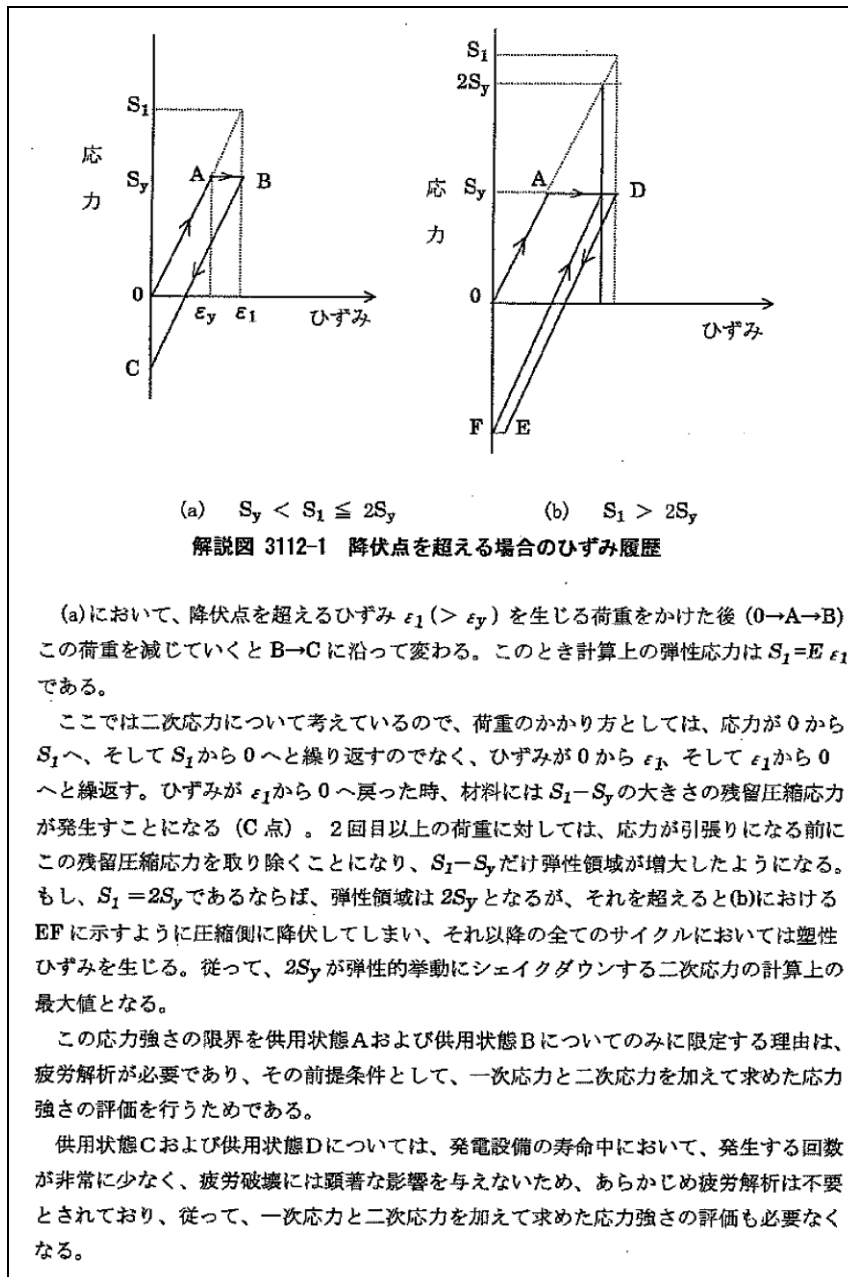 S1
2Sy
S1
応
力
Sy
A
B
応
力
Sy
A
D
0
εy
ε1
ひずみ
0
ひずみ
C
F
E
(a) Sy < S1 ≦ 2Sy
(b) S1 > 2Sy
解説図 3112-1 降伏点を超える場合のひずみ履歴
(a)において、降伏点を超えるひずみ ε1(> εy) を生じる荷重をかけた後 (0→A→B)
この荷重を減じていくと B→C に沿って変わる。このとき計算上の弾性応力は S1=E ε1
である。
ここでは二次応力について考えているので、荷重のかかり方としては、応力が 0 から
S1へ、そして S1から 0 へと繰り返すのでなく、ひずみが 0 から ε1、そして ε1から 0
へと繰返す。ひずみが ε1から 0 へ戻った時、材料には S1−Sy の大きさの残留圧縮応力
が発生すことになる (C 点) 。2回目以上の荷重に対しては、応力が引張りになる前に
この残留圧縮応力を取り除くことになり、S1−Sy だけ弾性領域が増大したようになる。
もし、S1 =2Sy であるならば、弾性領域は 2Sy となるが、それを超えると(b)における
EF に示すように圧縮側に降伏してしまい、それ以降の全てのサイクルにおいては塑性
ひずみを生じる。従って、2Sy が弾性的挙動にシェイクダウンする二次応力の計算上の
最大値となる。
この応力強さの限界を供用状態Aおよび供用状態Bについてのみに限定する理由は、
疲労解析が必要であり、その前提条件として、一次応力と二次応力を加えて求めた応力
強さの評価を行うためである。
供用状態Cおよび供用状態Dについては、発電設備の寿命中において、発生する回数
が非常に少なく、疲労破壊には顕著な影響を与えないため、あらかじめ疲労解析は不要
とされており、従って、一次応力と二次応力を加えて求めた応力強さの評価も必要なく
なる。